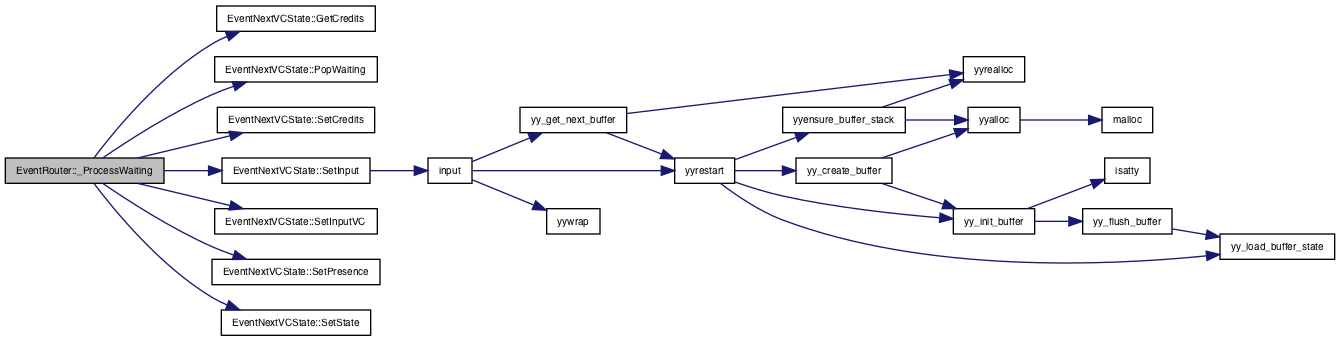 EventNextVCState::GetCredits
EventNextVCState::PopWaiting
yyrealloc
EventNextVCState::SetCredits
yy_get_next_buffer
yyensure_buffer_stack
yyalloc
malloc
EventRouter::_ProcessWaiting
EventNextVCState::SetInput
input
yyrestart
yy_create_buffer
isatty
EventNextVCState::SetInputVC
yywrap
yy_init_buffer
yy_flush_buffer
yy_load_buffer_state
EventNextVCState::SetPresence
EventNextVCState::SetState